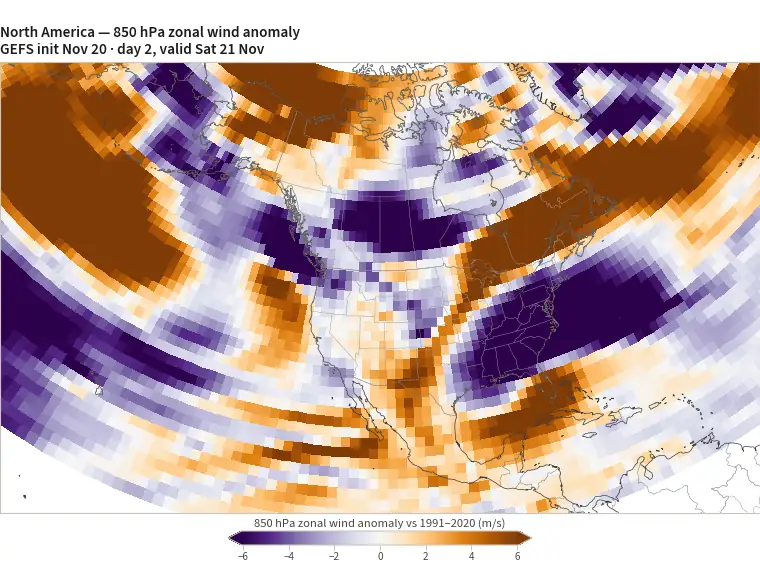 North America — 850 hPa zonal wind anomaly
GEFS init Nov 20 · day 2, valid Sat 21 Nov
850 hPa zonal wind anomaly vs 1991–2020 (m/s)
−6 −4 −2 0 2 4 6